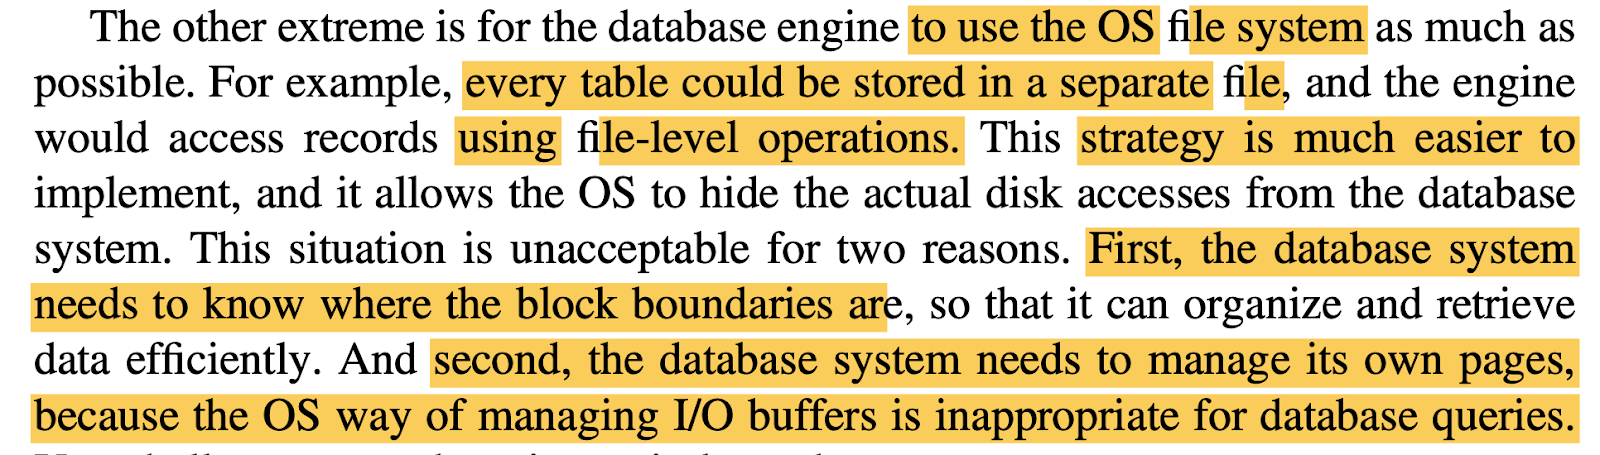 The other extreme is for the database engine to use the OS file system as much as
possible. For example, every table could be stored in a separate file, and the engine
would access records using file-level operations. This strategy is much easier to
implement, and it allows the OS to hide the actual disk accesses from the database
system. This situation is unacceptable for two reasons. First, the database system
needs to know where the block boundaries are, so that it can organize and retrieve
data efficiently. And second, the database system needs to manage its own pages,
because the OS way of managing I/O buffers is inappropriate for database queries.